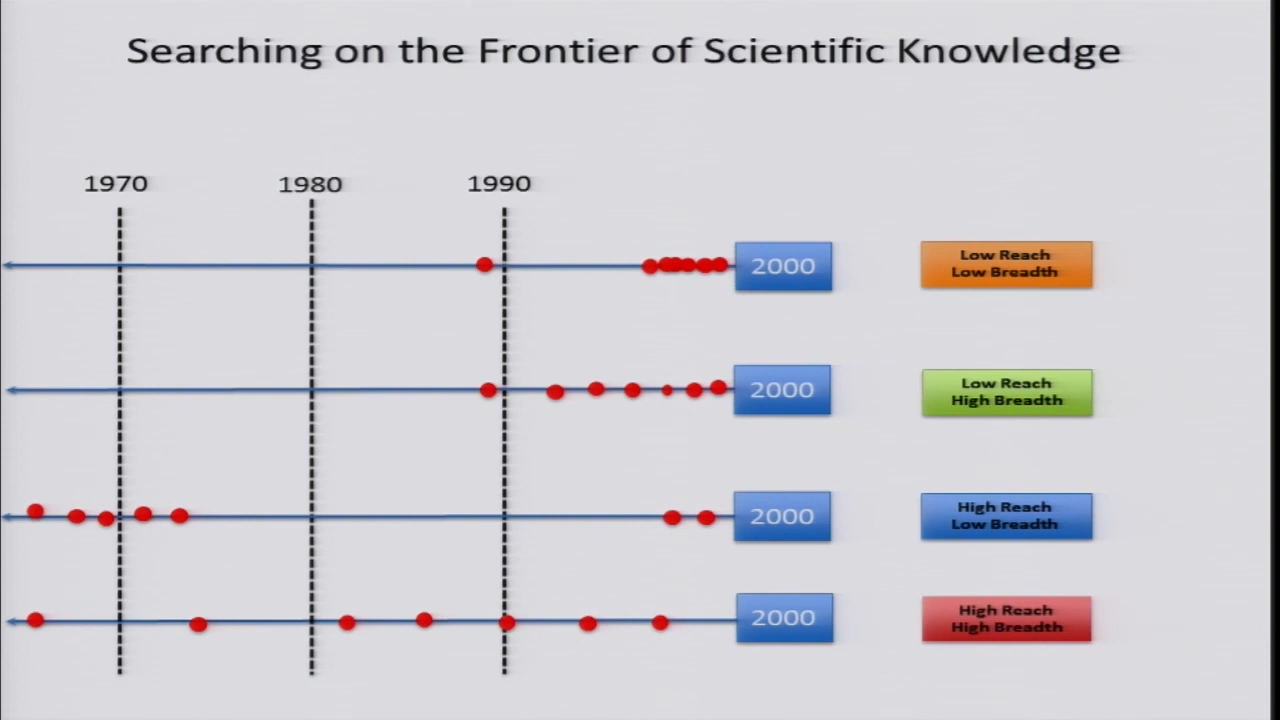 Searching on the Frontier of Scientific Knowledge
1970
1980
1990
2000
Low Reach
Low Breadth
2000
Low Reach
High Breadth
2000
High Reach
Low Breadth
2000
High Reach
High Breadth